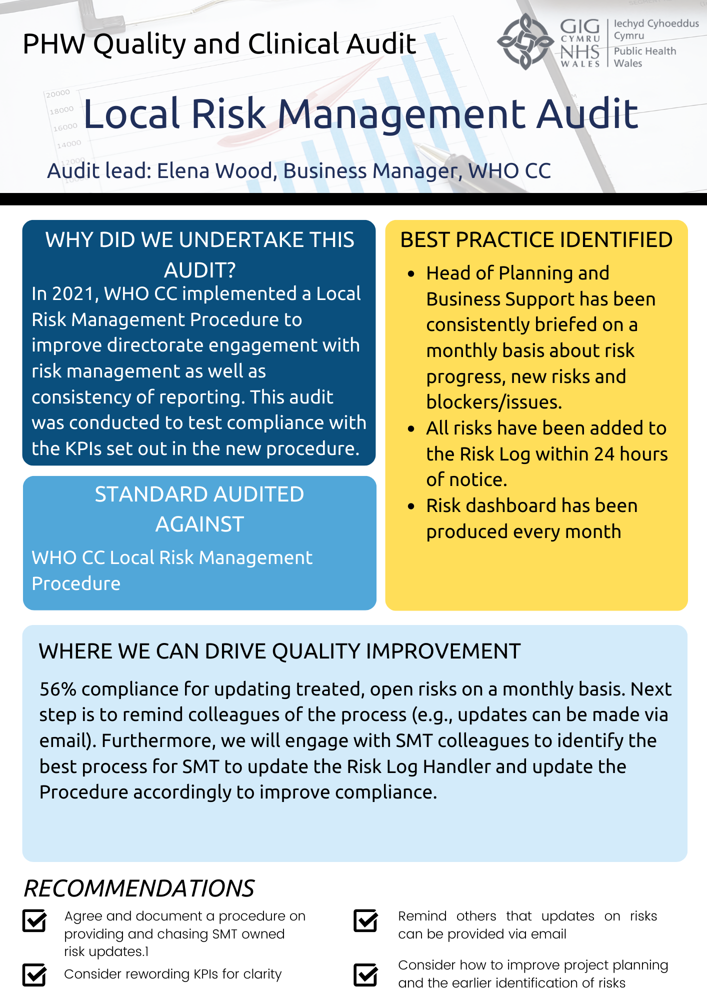 PHW Quality and Clinical Audit
GIG
CYMRU
NHS
WALES
Iechyd Cyhoeddus
Cymru
Public Health
Wales
20000
18000
16000
14000
12000
Local Risk Management Audit
Audit lead: Elena Wood, Business Manager, WHO CC
WHY DID WE UNDERTAKE THIS
AUDIT?
In 2021, WHO CC implemented a Local
Risk Management Procedure to
improve directorate engagement with
risk management as well as
consistency of reporting. This audit
was conducted to test compliance with
the KPIs set out in the new procedure.
STANDARD AUDITED
AGAINST
WHO CC Local Risk Management
Procedure
BEST PRACTICE IDENTIFIED
• Head of Planning and
Business Support has been
consistently briefed on a
monthly basis about risk
progress, new risks and
blockers/issues.
• All risks have been added to
the Risk Log within 24 hours
of notice.
• Risk dashboard has been
produced every month
WHERE WE CAN DRIVE QUALITY IMPROVEMENT
56% compliance for updating treated, open risks on a monthly basis. Next
step is to remind colleagues of the process (e.g., updates can be made via
email). Furthermore, we will engage with SMT colleagues to identify the
best process for SMT to update the Risk Log Handler and update the
Procedure accordingly to improve compliance.
RECOMMENDATIONS
Agree and document a procedure on
providing and chasing SMT owned
risk updates.1
Consider rewording KPIs for clarity
Remind others that updates on risks
can be provided via email
Consider how to improve project planning
and the earlier identification of risks